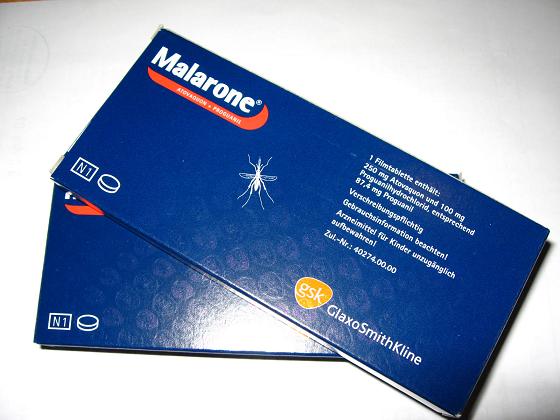 Malarone®
ATOVAQUON + PROGUANIL
1 Filmtablette enthält:
250 mg Atovaquon und 100 mg
Proguanilhydrochlorid, entsprechend
87,4 mg Proguanil
Verschreibungspflichtig
Gebrauchsinformation beachten!
Arzneimittel für Kinder unzugänglich
aufbewahren!
Zul.-Nr.: 40274.00.00
N1
gsk
GlaxoSmithKline
N1